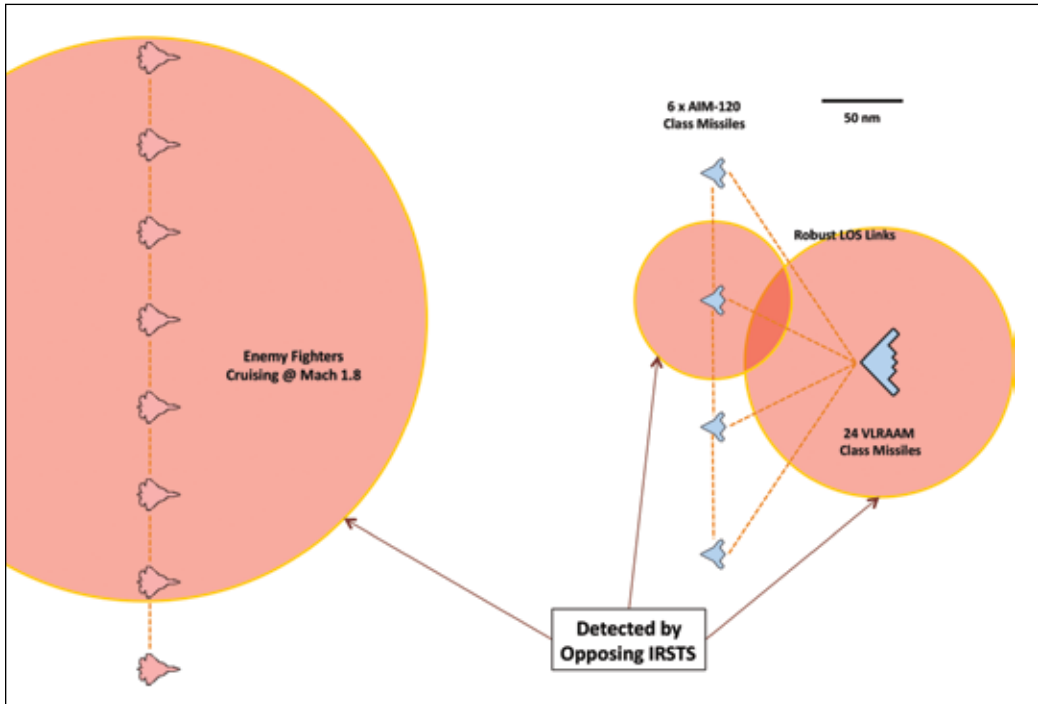 6 x AIM-120
Class Missiles
50 nm
Robust LOS Links
Enemy Fighters
Cruising @ Mach 1.8
24 VLRAAM
Class Missiles
Detected by
Opposing IRSTS